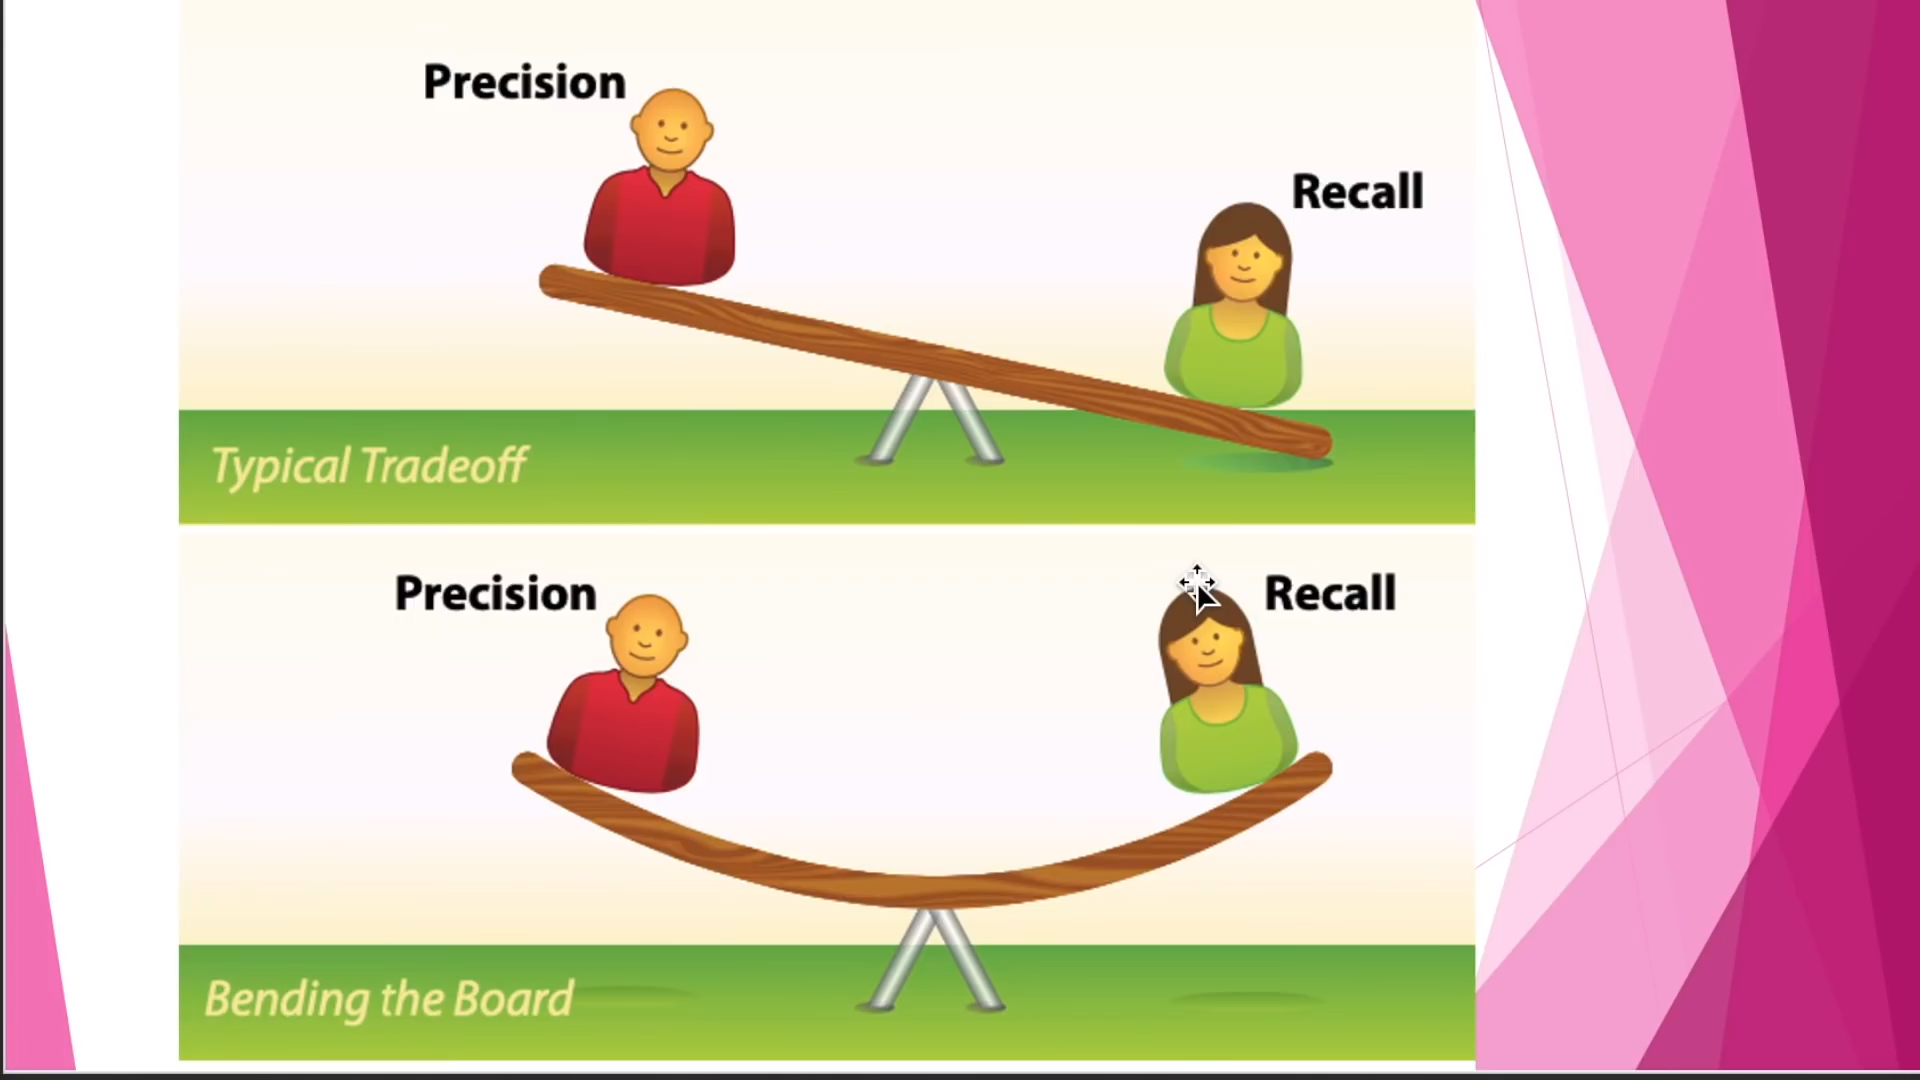 Precision
Recall
Typical Tradeoff
Precision
Recall
Bending the Board